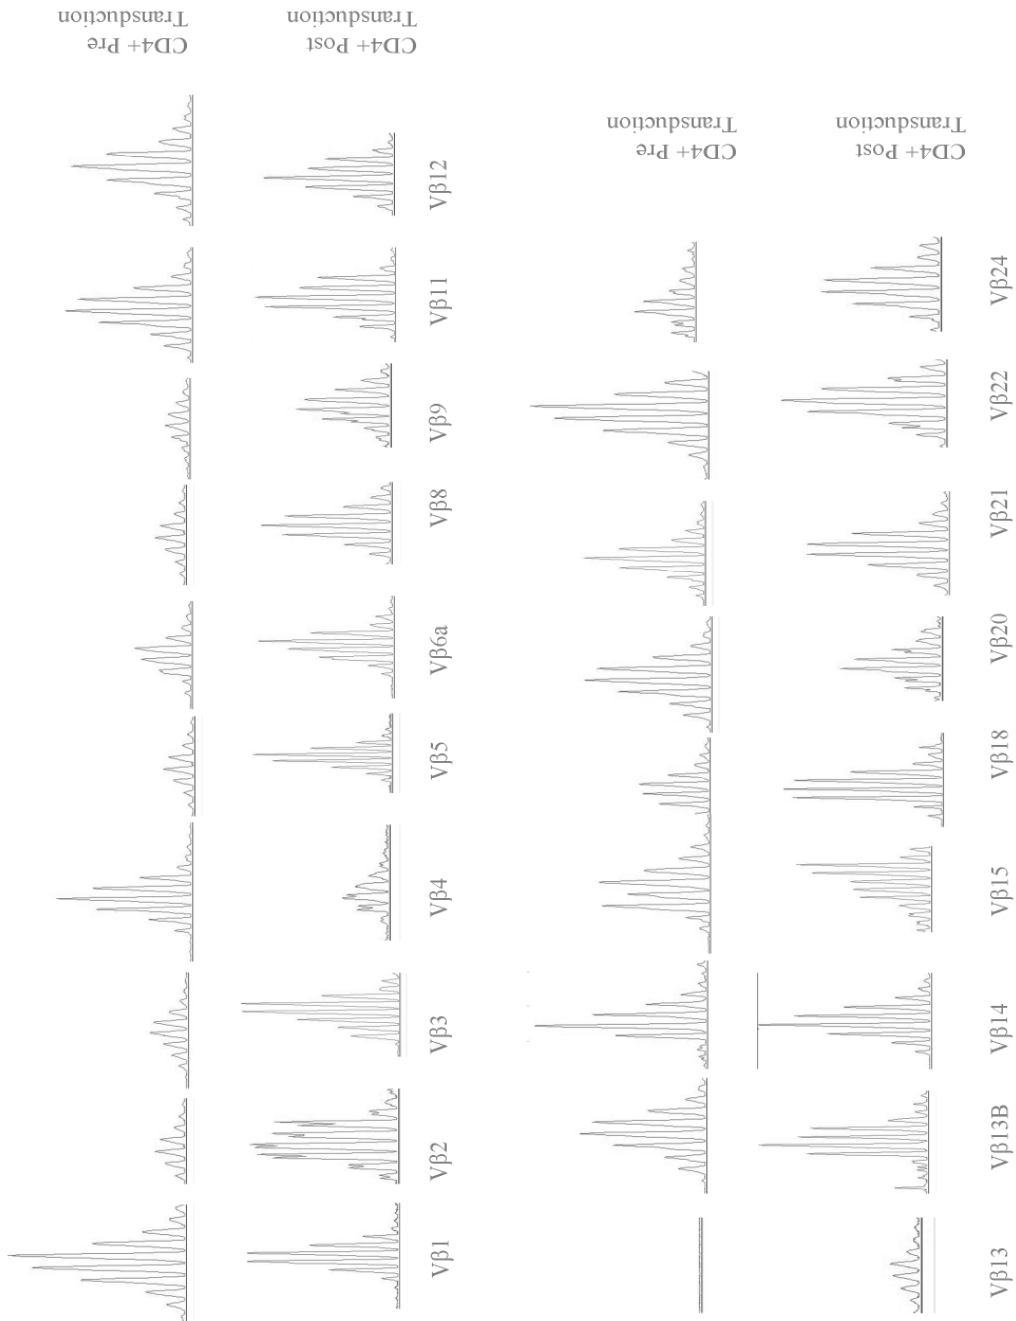 CD4+ Pre
Transduction
CD4+ Post
Transduction
Vβ1
Vβ2
Vβ3
Vβ4
Vβ5
Vβ6a
Vβ8
Vβ9
Vβ11
Vβ12
CD4+ Pre
Transduction
CD4+ Post
Transduction
Vβ13
Vβ13B
Vβ14
Vβ15
Vβ18
Vβ20
Vβ21
Vβ22
Vβ24